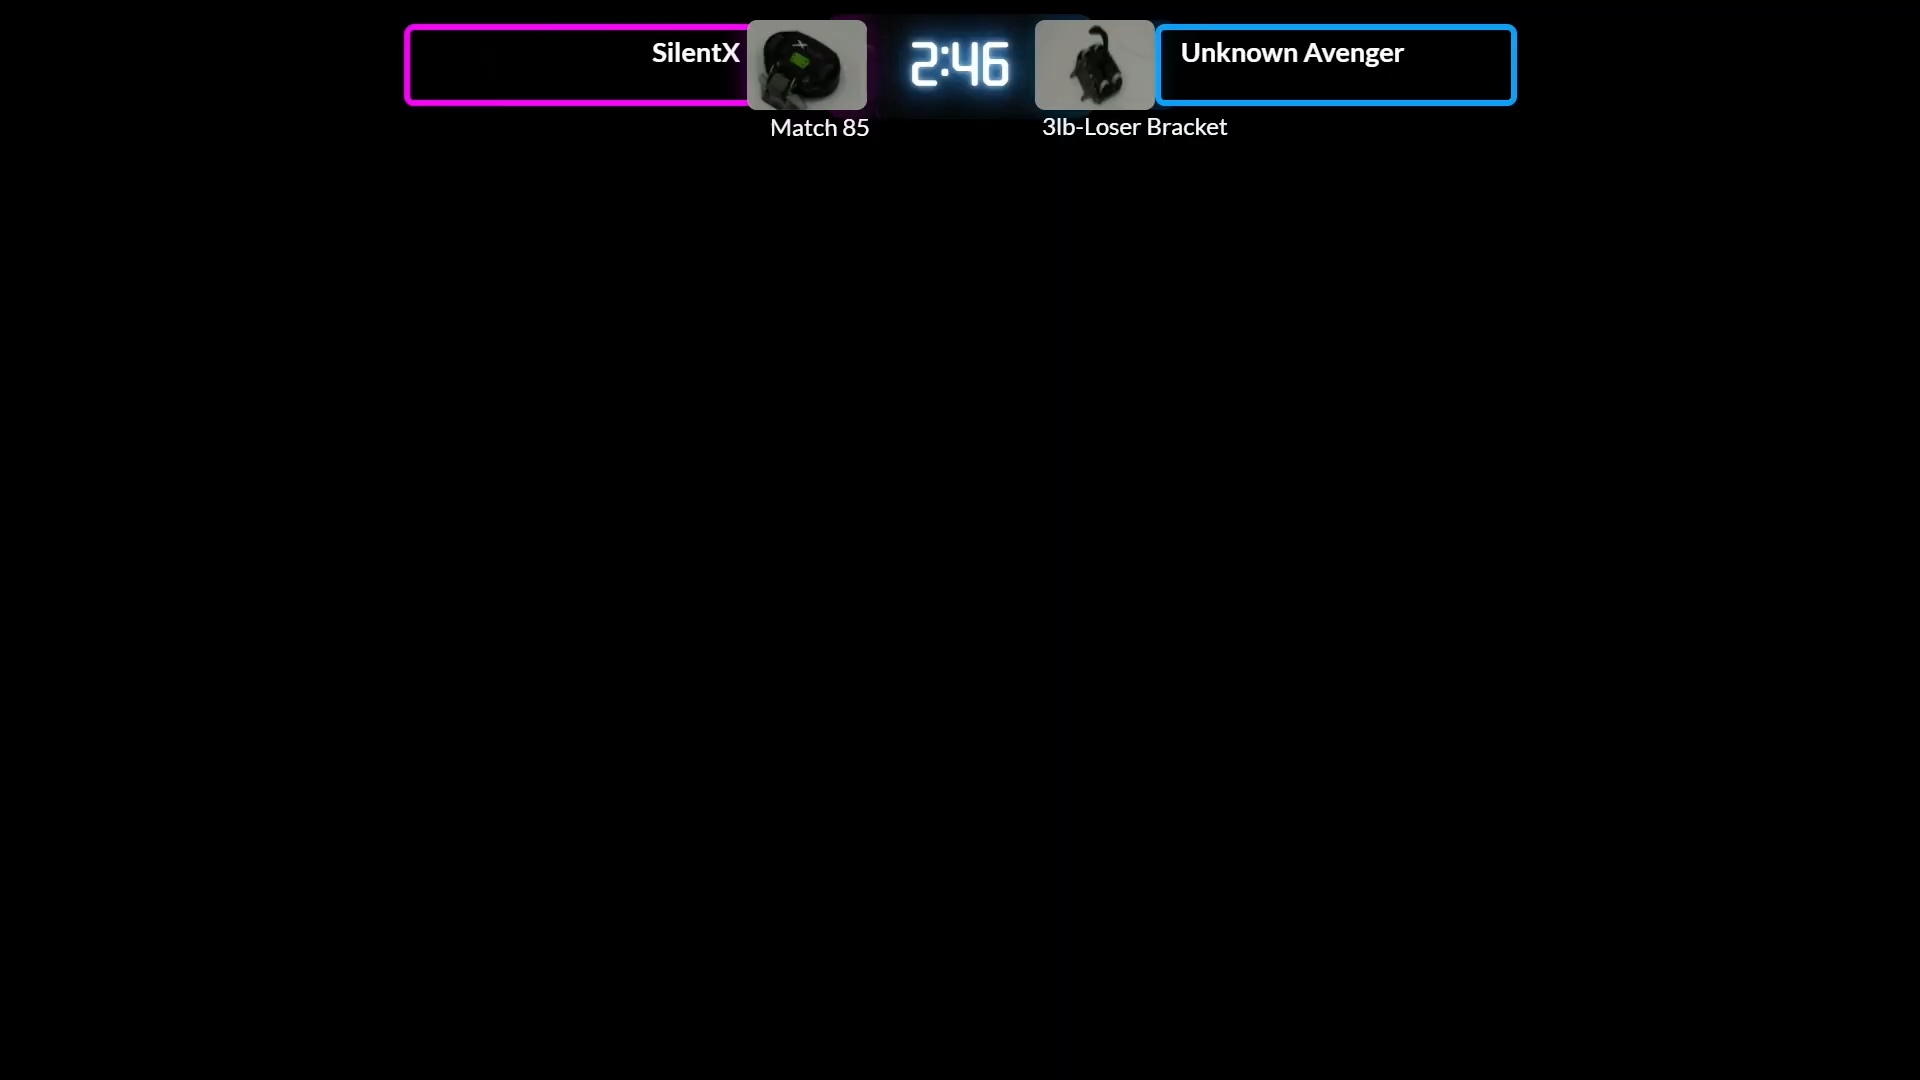 SilentX
2:46
Unknown Avenger
Match 85
3lb-Loser Bracket